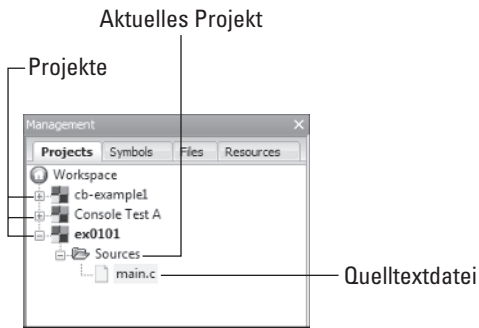 Aktuelles Projekt
Projekte
Management
Projects Symbols Files Resources
Workspace
cb-example1
Console Test A
ex0101
Sources
main.c
Quelltextdatei